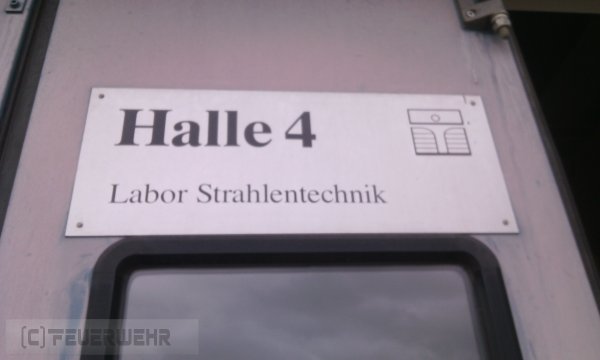 Halle 4
Labor Strahlentechnik
(C) FEUERWEHR